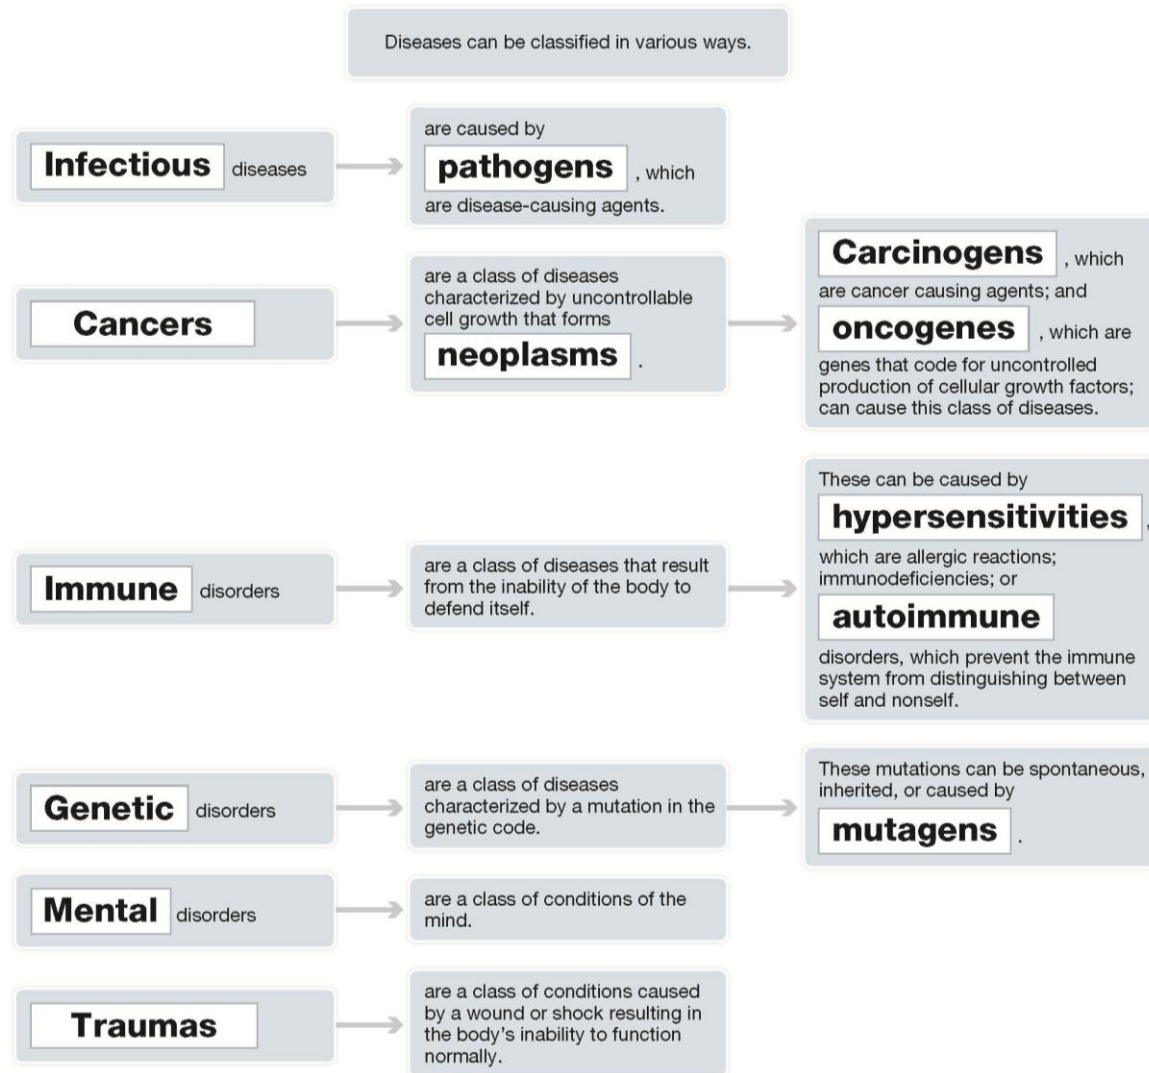 Diseases can be classified in various ways.
Infectious diseases
are caused by
pathogens , which
are disease-causing agents.
Cancers
are a class of diseases
characterized by uncontrollable
cell growth that forms
neoplasms .
Carcinogens , which
are cancer causing agents; and
oncogenes , which are
genes that code for uncontrolled
production of cellular growth factors;
can cause this class of diseases.
Immune disorders
are a class of diseases that result
from the inability of the body to
defend itself.
These can be caused by
hypersensitivities ,
which are allergic reactions;
immunodeficiencies; or
autoimmune
disorders, which prevent the immune
system from distinguishing between
self and nonself.
Genetic disorders
are a class of diseases
characterized by a mutation in the
genetic code.
These mutations can be spontaneous,
inherited, or caused by
mutagens .
Mental disorders
are a class of conditions of the
mind.
Traumas
are a class of conditions caused
by a wound or shock resulting in
the body’s inability to function
normally.